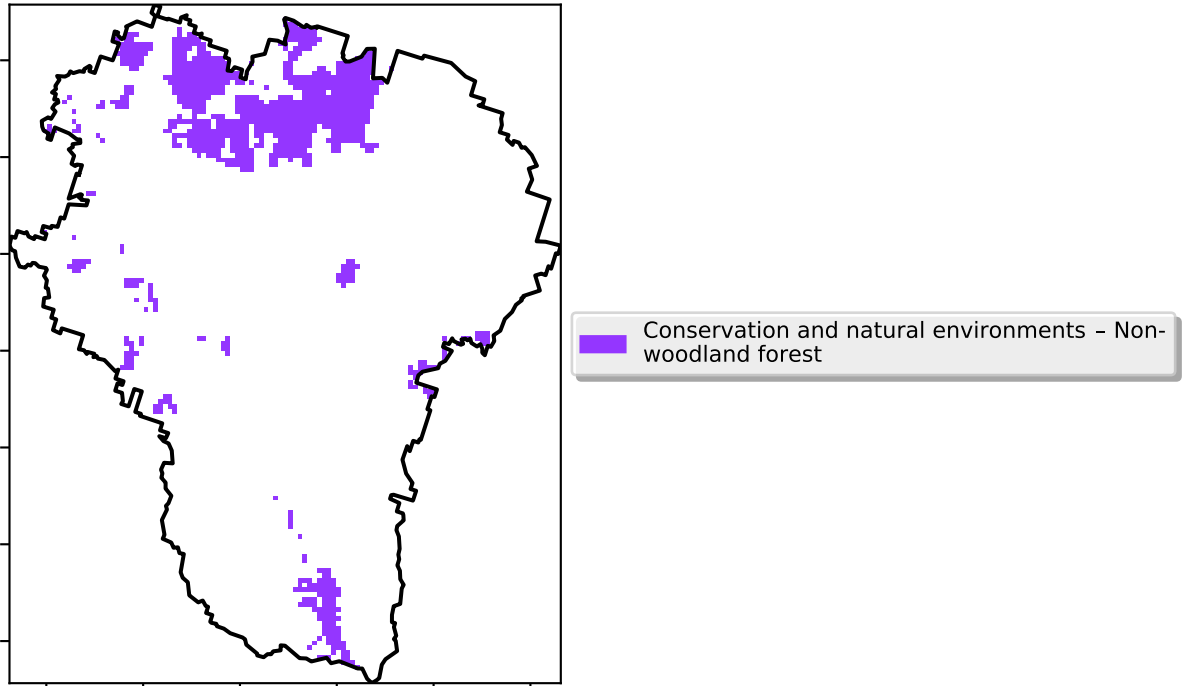 Conservation and natural environments – Non-
woodland forest